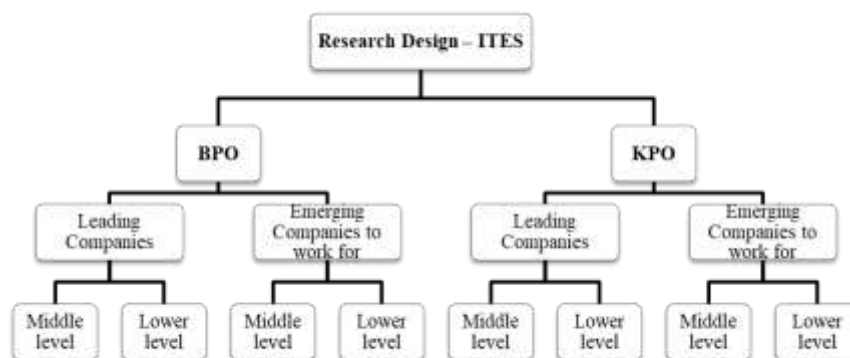 Research Design – ITES
BPO
KPO
Leading
Companies
Emerging
Companies to
work for
Leading
Companies
Emerging
Companies to
work for
Middle
level
Lower
level
Middle
level
Lower
level
Middle
level
Lower
level
Middle
level
Lower
level